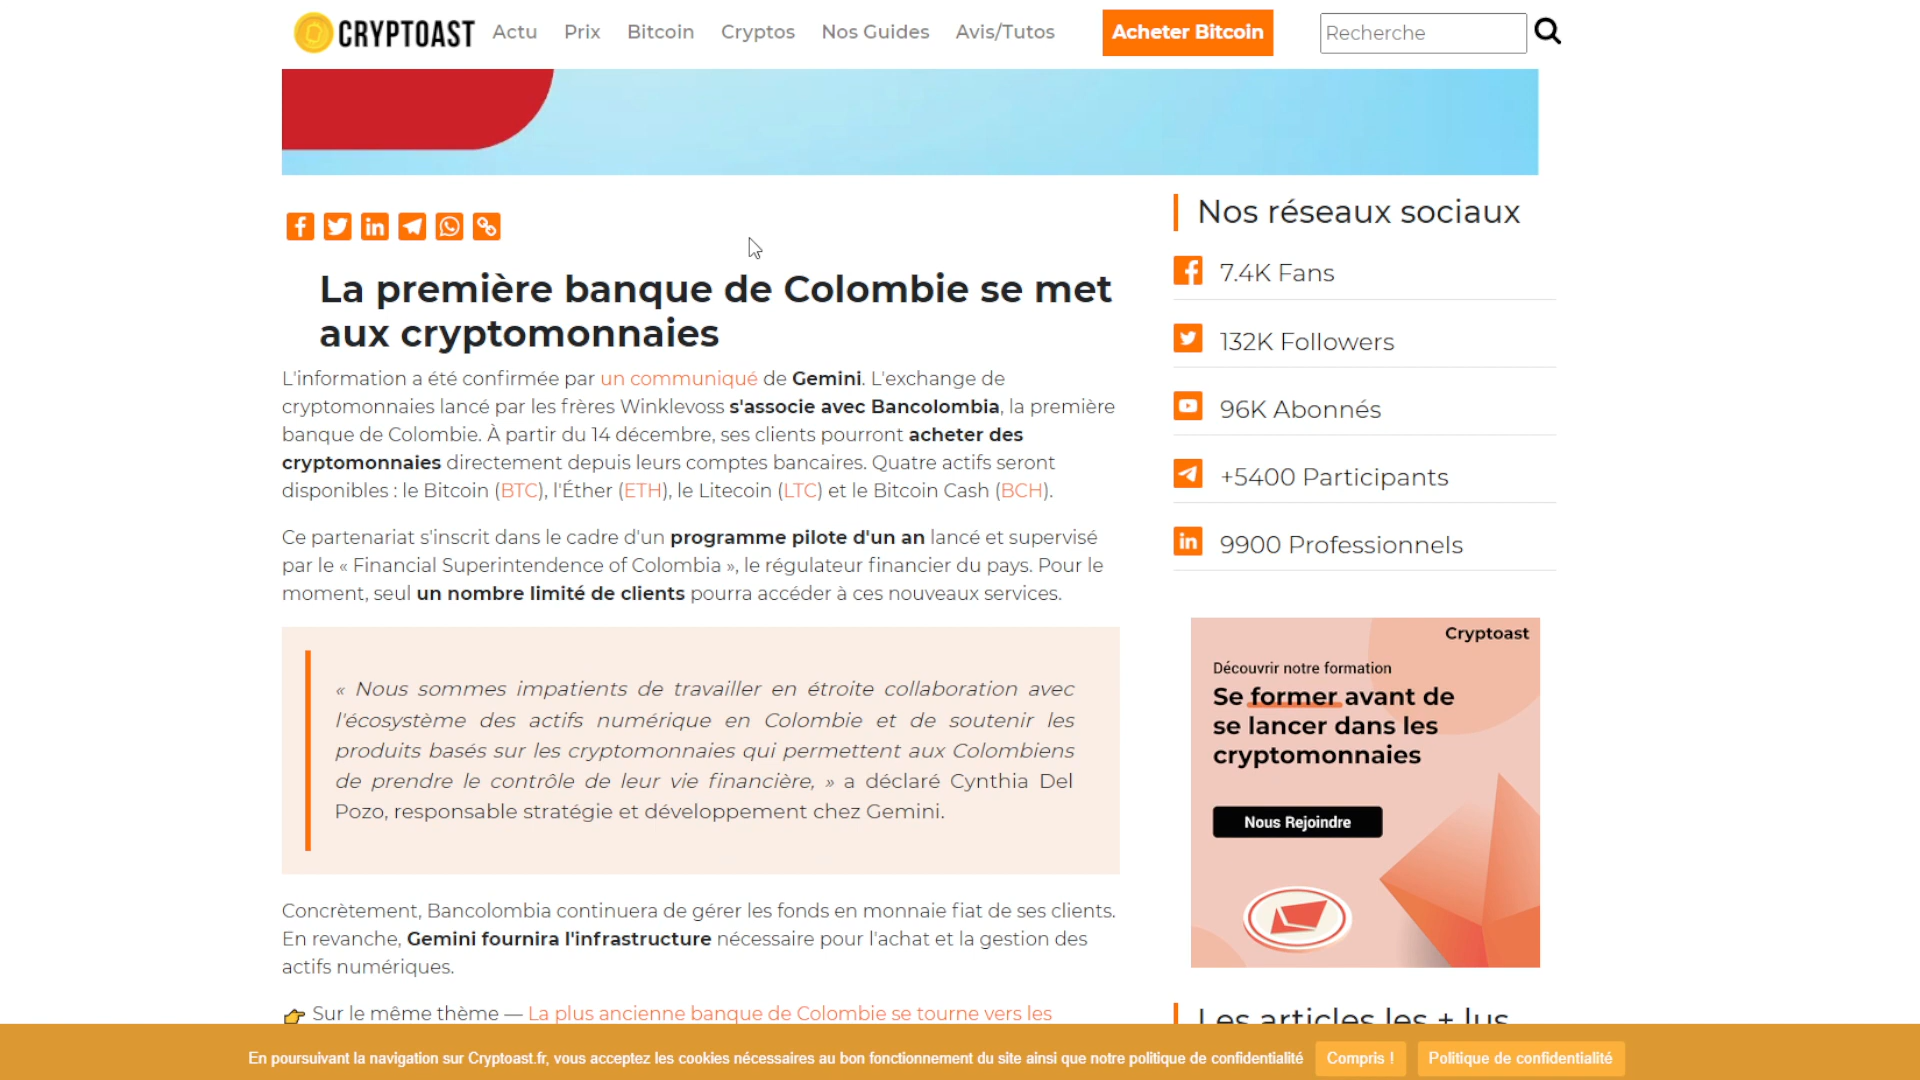 CRYPTOAST
Actu
Prix
Bitcoin
Cryptos
Nos Guides
Avis/Tutos
Acheter Bitcoin
Recherche
La première banque de Colombie se met
aux cryptomonnaies
L'information a été confirmée par un communiqué de Gemini. L'exchange de
cryptomonnaies lancé par les frères Winklevoss s'associe avec Bancolombia, la première
banque de Colombie. À partir du 14 décembre, ses clients pourront acheter des
cryptomonnaies directement depuis leurs comptes bancaires. Quatre actifs seront
disponibles : le Bitcoin (BTC), l'Éther (ETH), le Litecoin (LTC) et le Bitcoin Cash (BCH).
Ce partenariat s'inscrit dans le cadre d'un programme pilote d'un an lancé et supervisé
par le « Financial Superintendence of Colombia », le régulateur financier du pays. Pour le
moment, seul un nombre limité de clients pourra accéder à ces nouveaux services.
« Nous sommes impatients de travailler en étroite collaboration avec
l'écosystème des actifs numérique en Colombie et de soutenir les
produits basés sur les cryptomonnaies qui permettent aux Colombiens
de prendre le contrôle de leur vie financière, » a déclaré Cynthia Del
Pozo, responsable stratégie et développement chez Gemini.
Concrètement, Bancolombia continuera de gérer les fonds en monnaie fiat de ses clients.
En revanche, Gemini fournira l'infrastructure nécessaire pour l'achat et la gestion des
actifs numériques.
Sur le même thème — La plus ancienne banque de Colombie se tourne vers les
Nos réseaux sociaux
7.4K Fans
132K Followers
96K Abonnés
+5400 Participants
9900 Professionnels
Cryptoast
Découvrir notre formation
Se former avant de
se lancer dans les
cryptomonnaies
Nous Rejoindre
Les articles les + lus
En poursuivant la navigation sur Cryptoast.fr, vous acceptez les cookies nécessaires au bon fonctionnement du site ainsi que notre politique de confidentialité
Compris !
Politique de confidentialité